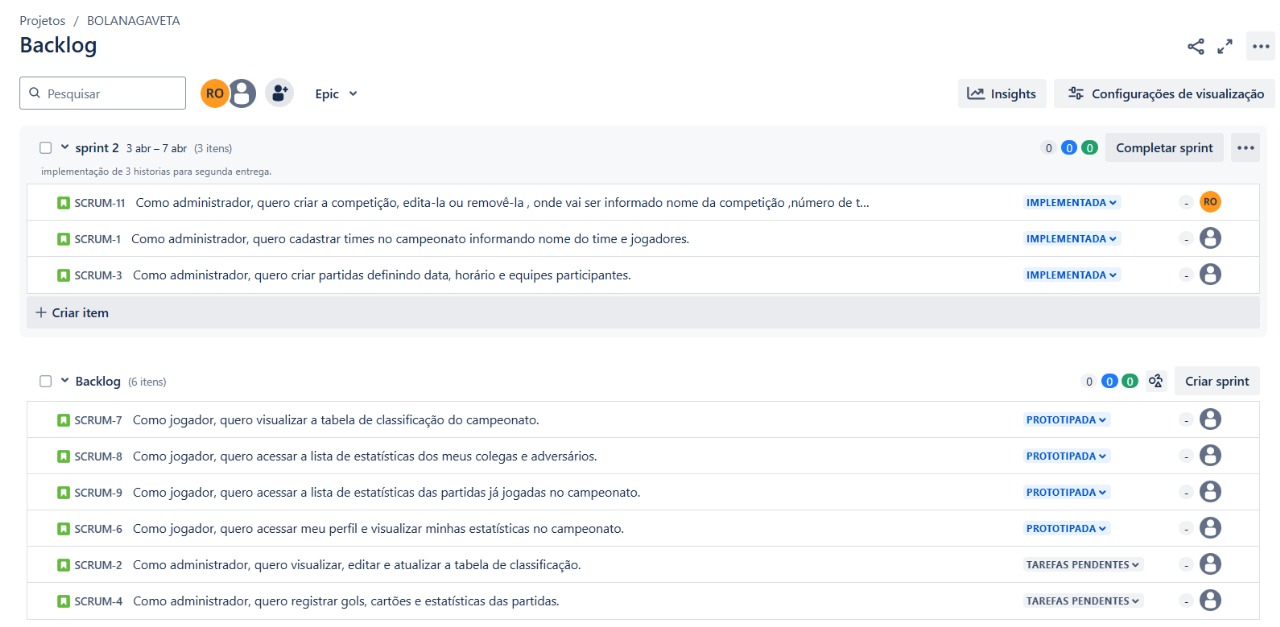 Projetos / BOLANAGAVETA
Backlog
Pesquisar
RO
Epic
Insights
Configurações de visualização
sprint 2 3 abr – 7 abr (3 itens) 0 0 0 Completar sprint
implementação de 3 historias para segunda entrega.
SCRUM-11 Como administrador, quero criar a competição, edita-la ou removê-la , onde vai ser informado nome da competição ,número de t... IMPLEMENTADA - RO
SCRUM-1 Como administrador, quero cadastrar times no campeonato informando nome do time e jogadores. IMPLEMENTADA -
SCRUM-3 Como administrador, quero criar partidas definindo data, horário e equipes participantes. IMPLEMENTADA -
+ Criar item
Backlog (6 itens) 0 0 0 Criar sprint
SCRUM-7 Como jogador, quero visualizar a tabela de classificação do campeonato. PROTOTIPADA -
SCRUM-8 Como jogador, quero acessar a lista de estatísticas dos meus colegas e adversários. PROTOTIPADA -
SCRUM-9 Como jogador, quero acessar a lista de estatísticas das partidas já jogadas no campeonato. PROTOTIPADA -
SCRUM-6 Como jogador, quero acessar meu perfil e visualizar minhas estatísticas no campeonato. PROTOTIPADA -
SCRUM-2 Como administrador, quero visualizar, editar e atualizar a tabela de classificação. TAREFAS PENDENTES -
SCRUM-4 Como administrador, quero registrar gols, cartões e estatísticas das partidas. TAREFAS PENDENTES -